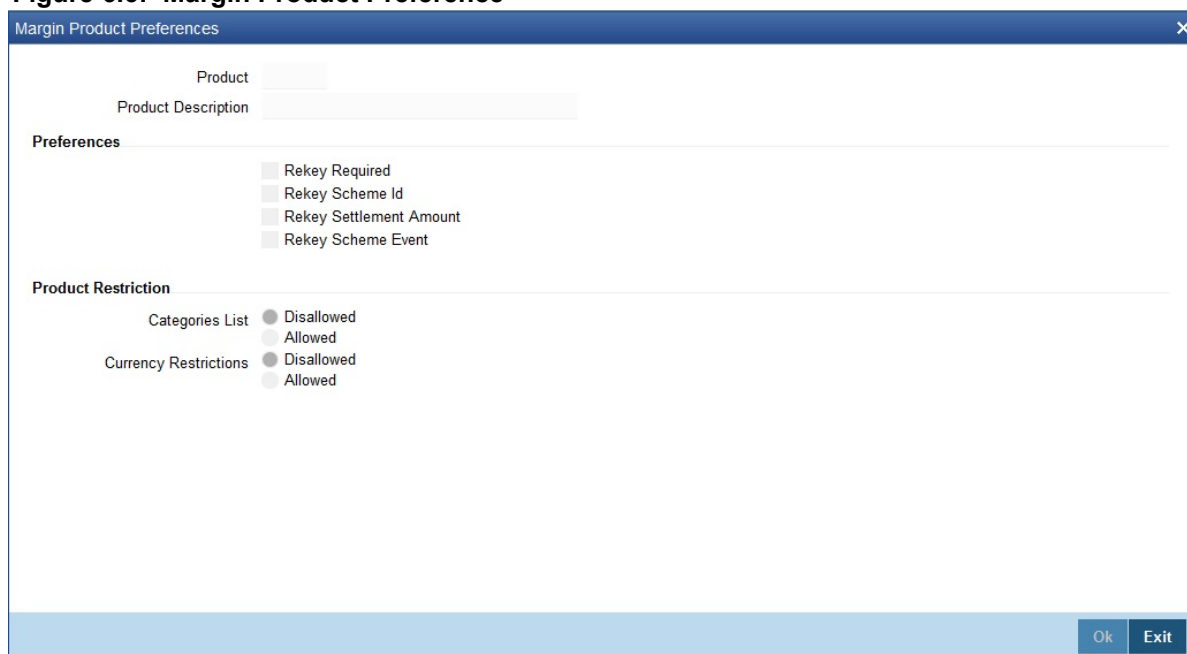 Margin Product Preferences
Product
Product Description
Preferences
Rekey Required
Rekey Scheme Id
Rekey Settlement Amount
Rekey Scheme Event
Product Restriction
Categories List Disallowed
Allowed
Currency Restrictions Disallowed
Allowed
Ok Exit